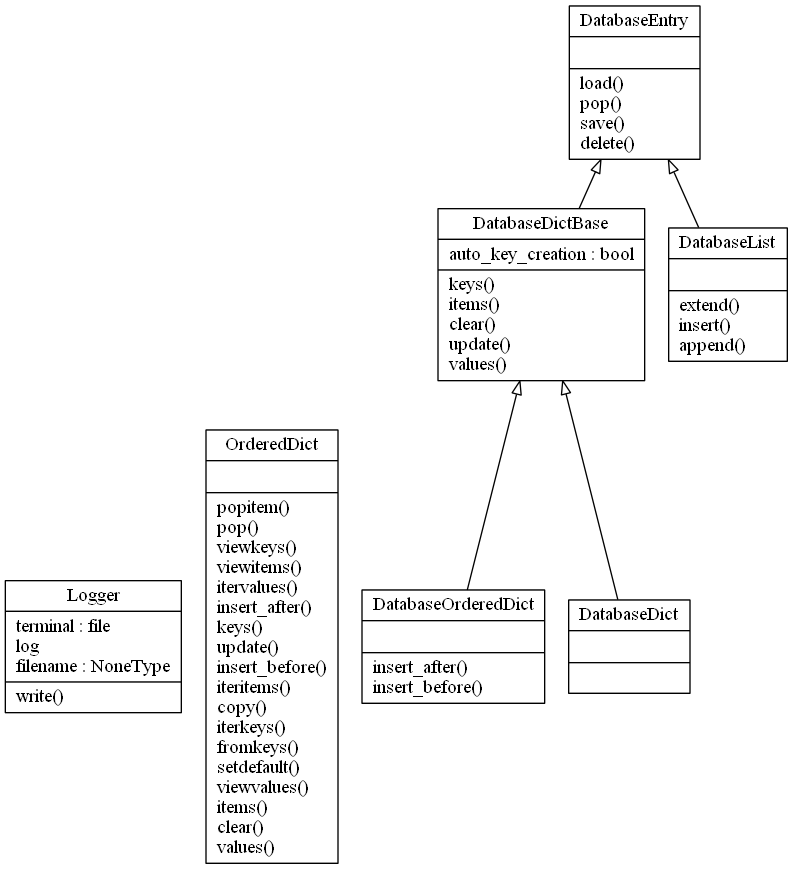 DatabaseEntry
load()
pop()
save()
delete()
DatabaseDictBase
auto_key_creation : bool
keys()
items()
clear()
update()
values()
DatabaseList
extend()
insert()
append()
OrderedDict
popitem()
pop()
viewkeys()
viewitems()
itervalues()
insert_after()
keys()
update()
insert_before()
iteritems()
copy()
iterkeys()
fromkeys()
setdefault()
viewvalues()
items()
clear()
values()
Logger
terminal : file
log
filename : NoneType
write()
DatabaseOrderedDict
insert_after()
insert_before()
DatabaseDict